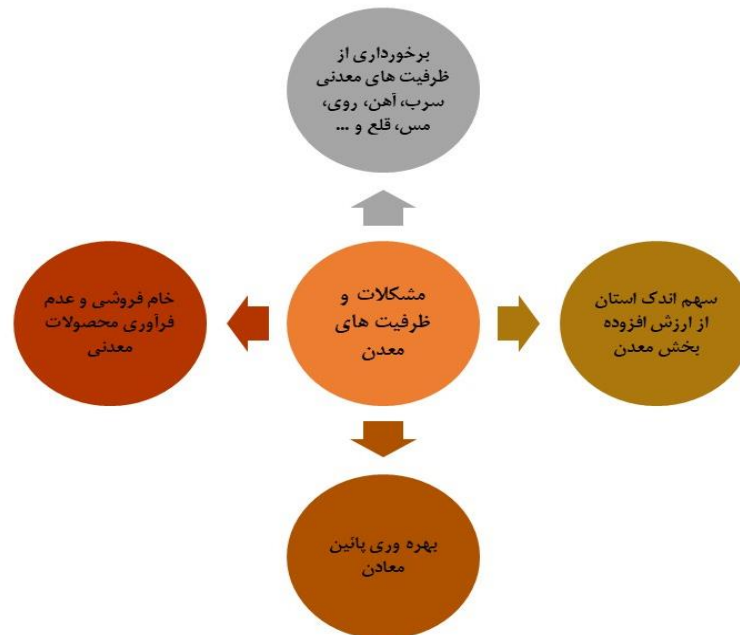 برخورداری از
ظرفیت های معدنی
سرب، آهن، روی،
مس، قلع و ...
مشکلات و
ظرفیت های
معدن
سهم اندک استان
از ارزش افزوده
بخش معدن
خام فروشی و عدم
فرآوری محصولات
معدنی
بهره وری پائین
معادن